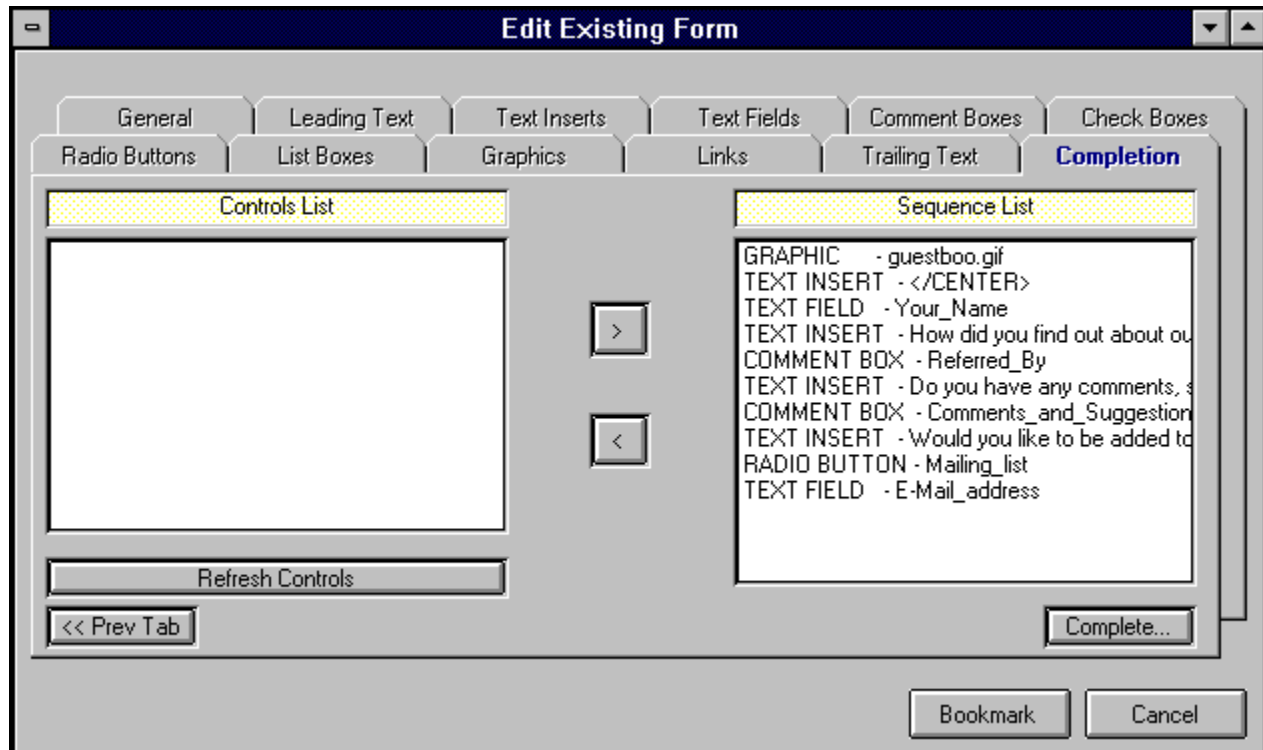 Edit Existing Form
General Leading Text Text Inserts Text Fields Comment Boxes Check Boxes
Radio Buttons List Boxes Graphics Links Trailing Text Completion
Controls List
Sequence List
GRAPHIC - guestboo.gif
TEXT INSERT - </CENTER>
TEXT FIELD - Your_Name
TEXT INSERT - How did you find out about ou
COMMENT BOX - Referred_By
TEXT INSERT - Do you have any comments, s
COMMENT BOX - Comments_and_Suggestion
TEXT INSERT - Would you like to be added to
RADIO BUTTON - Mailing_list
TEXT FIELD - E-Mail_address
>
<
Refresh Controls
<< Prev Tab
Complete...
Bookmark Cancel